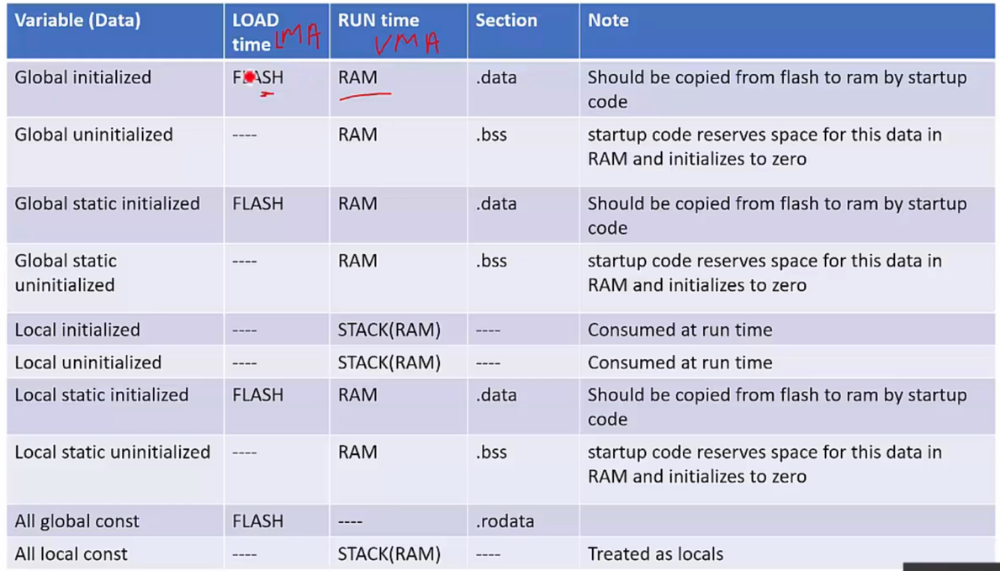 Variable (Data) LOAD time LMA RUN time VMA Section Note
Global initialized FLASH RAM .data Should be copied from flash to ram by startup code
Global uninitialized ---- RAM .bss startup code reserves space for this data in RAM and initializes to zero
Global static initialized FLASH RAM .data Should be copied from flash to ram by startup code
Global static uninitialized ---- RAM .bss startup code reserves space for this data in RAM and initializes to zero
Local initialized ---- STACK(RAM) ---- Consumed at run time
Local uninitialized ---- STACK(RAM) ---- Consumed at run time
Local static initialized FLASH RAM .data Should be copied from flash to ram by startup code
Local static uninitialized ---- RAM .bss startup code reserves space for this data in RAM and initializes to zero
All global const FLASH ---- .rodata
All local const ---- STACK(RAM) ---- Treated as locals